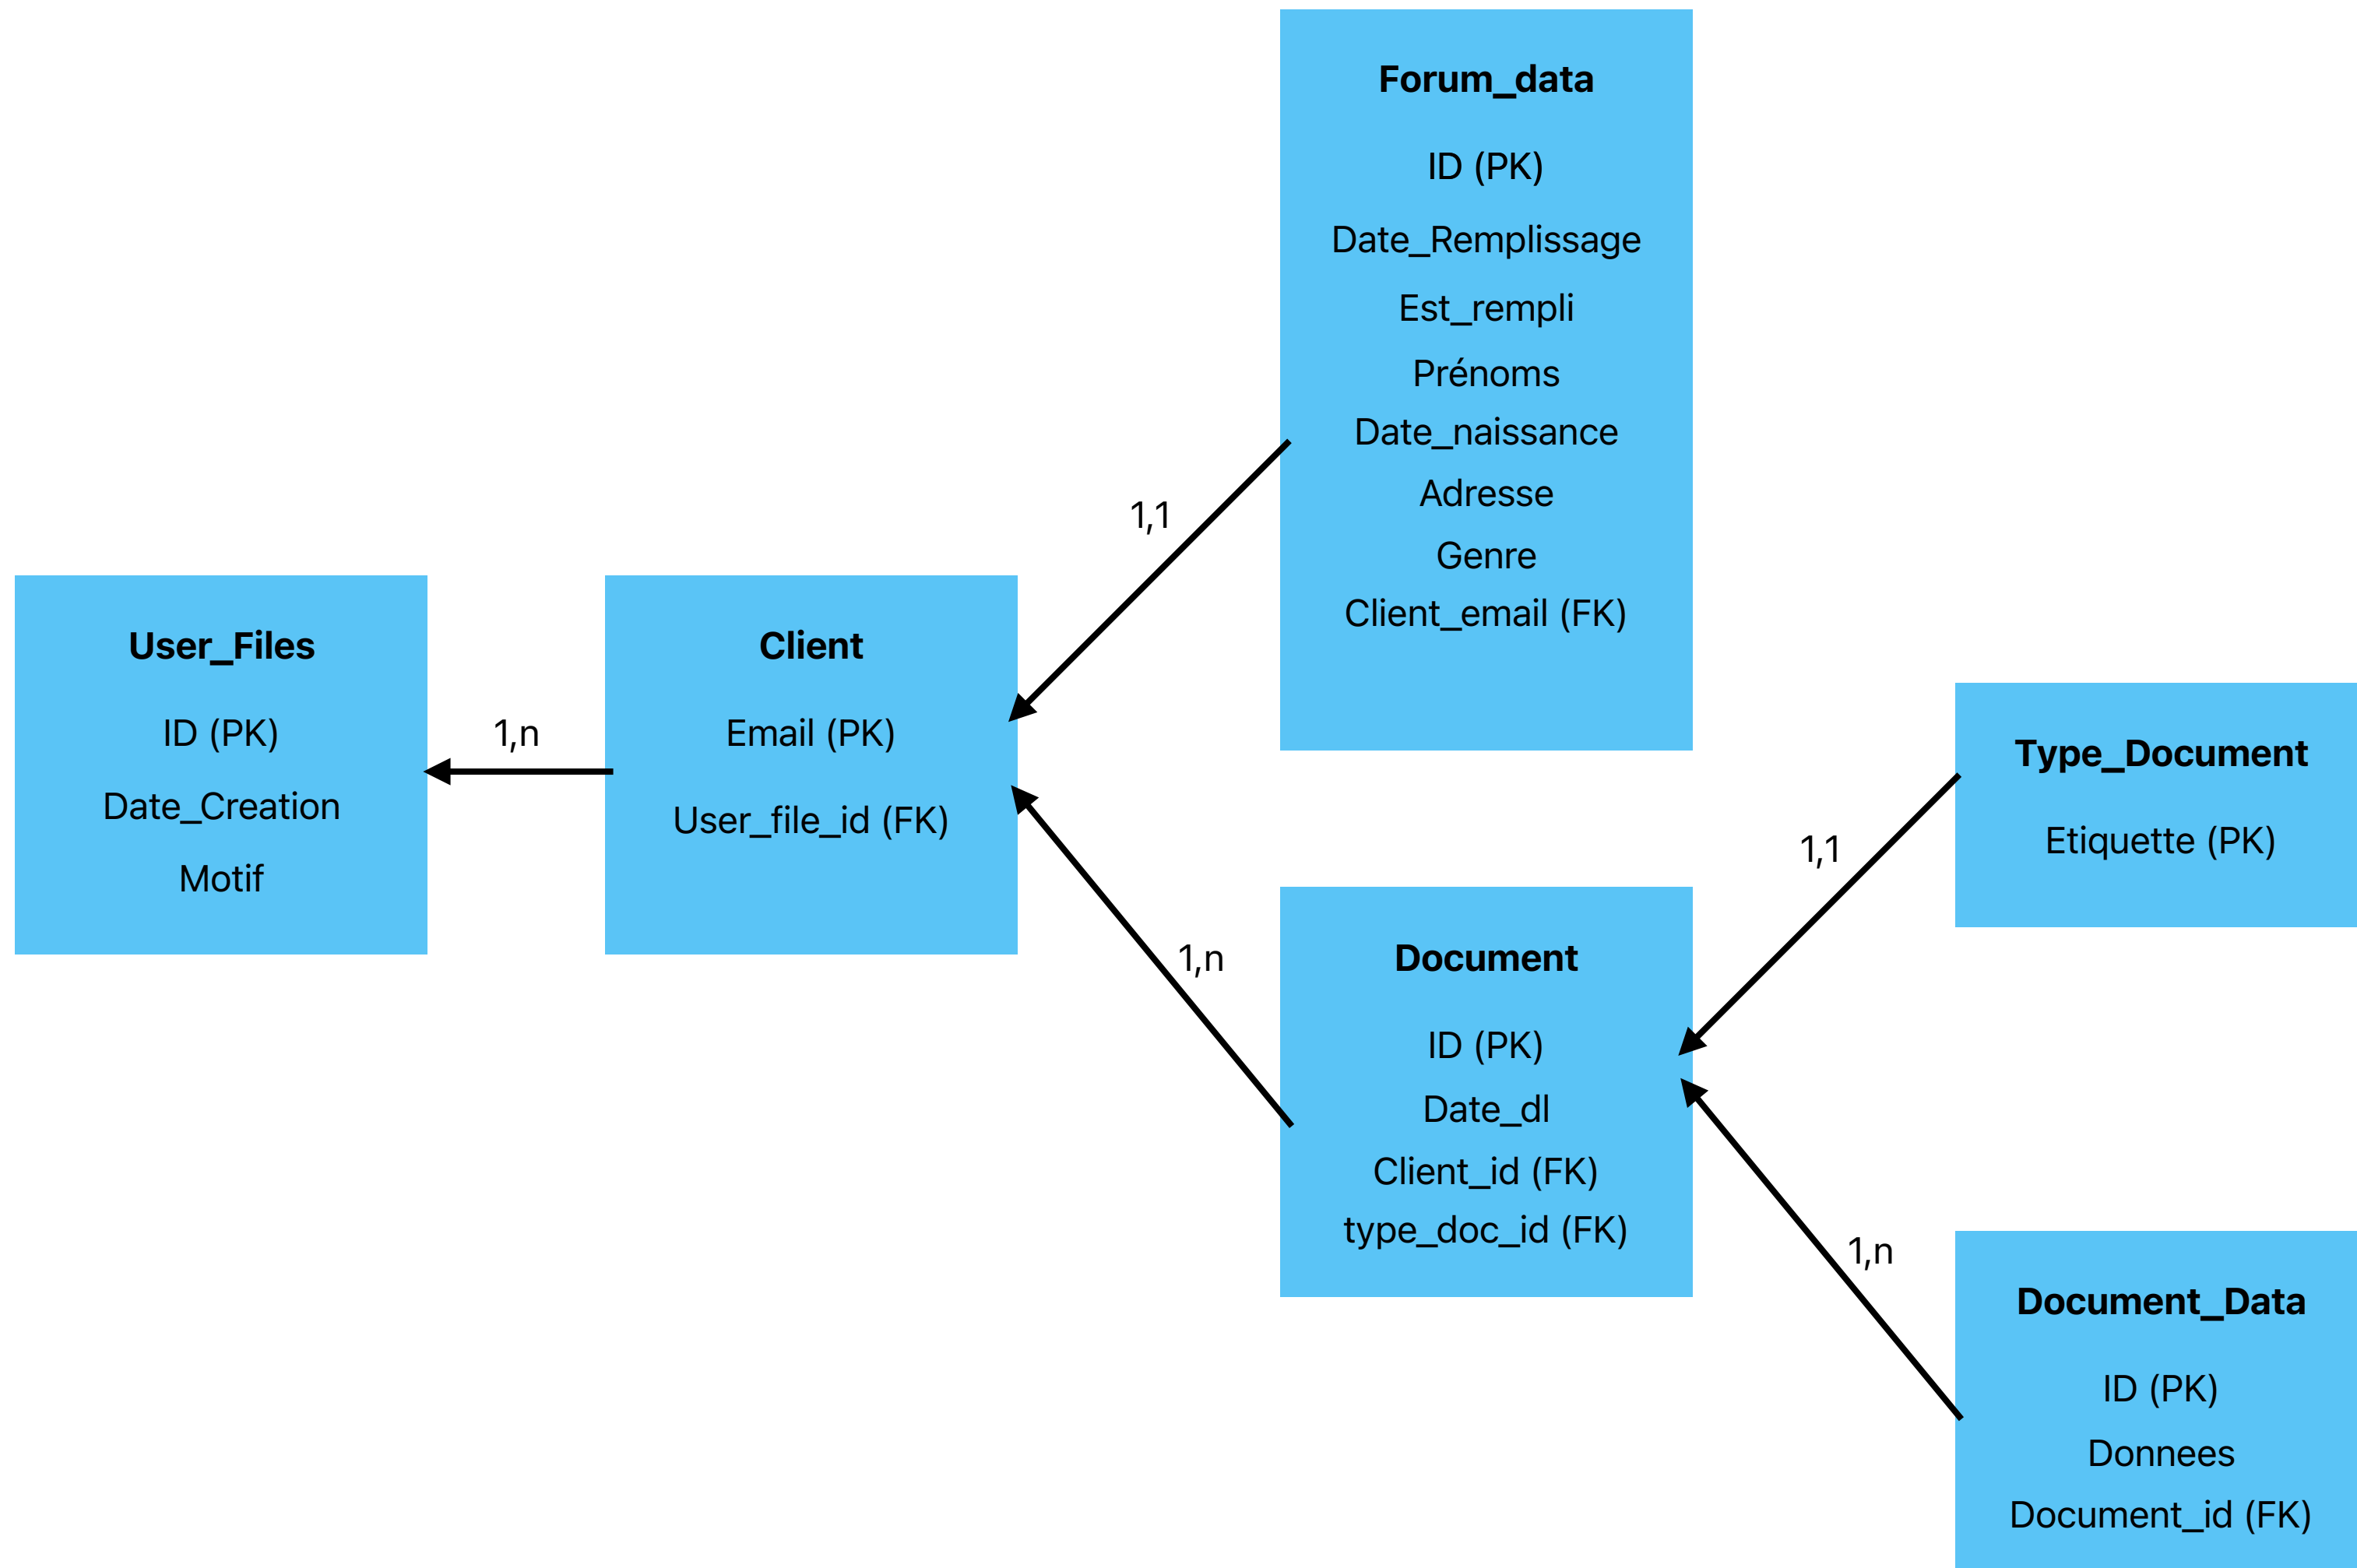 Forum_data
ID (PK)
Date_Remplissage
Est_rempli
Prénoms
Date_naissance
Adresse
Genre
Client_email (FK)
1,1
User_Files
ID (PK)
Date_Creation
Motif
1,n
Client
Email (PK)
User_file_id (FK)
1,n
Document
ID (PK)
Date_dl
Client_id (FK)
type_doc_id (FK)
1,1
Type_Document
Etiquette (PK)
1,n
Document_Data
ID (PK)
Donnees
Document_id (FK)